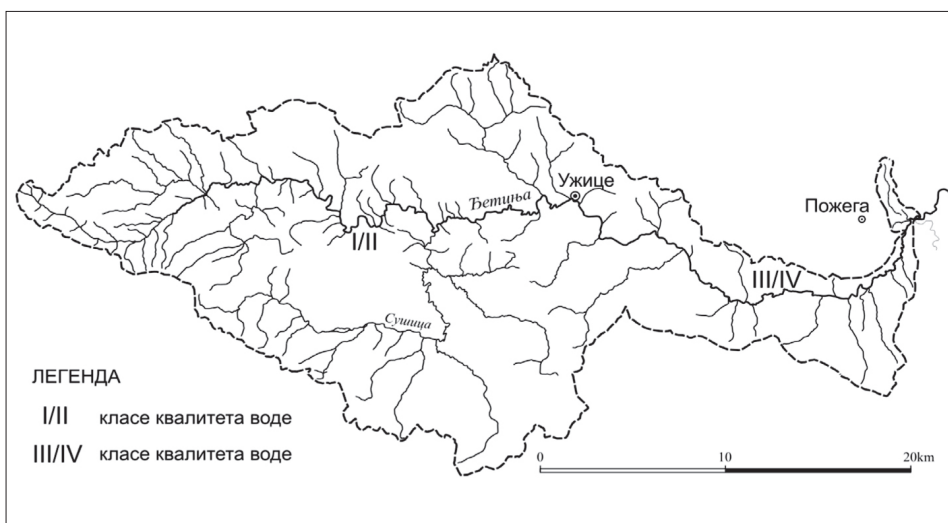 Ужице
Ђетиња
Пожега
I/II
III/IV
Сушица
ЛЕГЕНДА
I/II класе квалитета воде
III/IV класе квалитета воде
0 10 20km